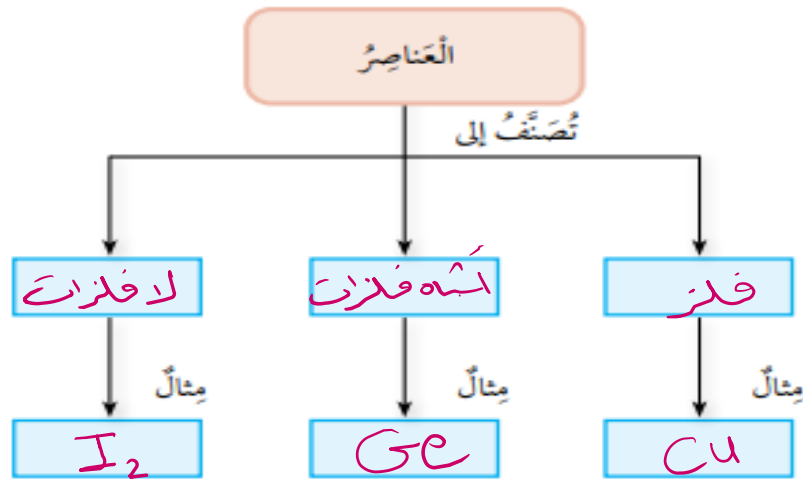 الْعَناصِرُ
تُصَنَّفُ إلى
فلز
أشباه فلزات
لا فلزات
مِثالٌ
مِثالٌ
مِثالٌ
Cu
Ge
I₂